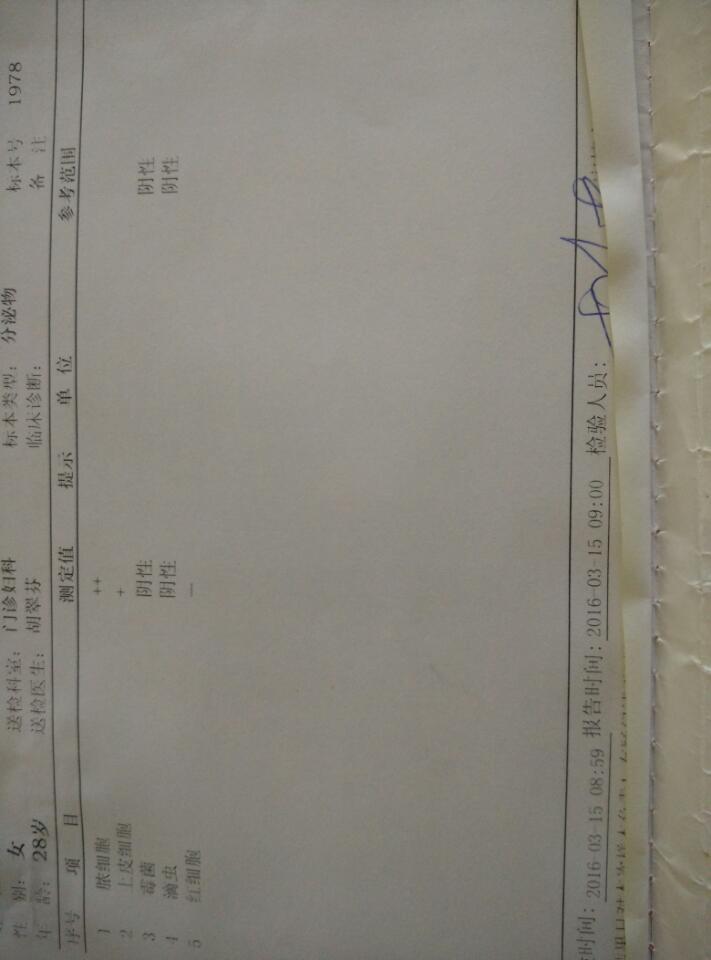 性 别: 女 送检科室: 门诊妇科 标本类型: 分泌物 标本号 1978
年 龄: 28岁 送检医生: 胡翠芬 临床诊断: 备 注
序号 项 目 测定值 提示 单 位 参考范围
1 脓细胞 ++
2 上皮细胞 +
3 霉菌 阴性 阴性
4 滴虫 阴性 阴性
5 红细胞 —
时间: 2016-03-15 08:59 报告时间: 2016-03-15 09:00 检验人员: